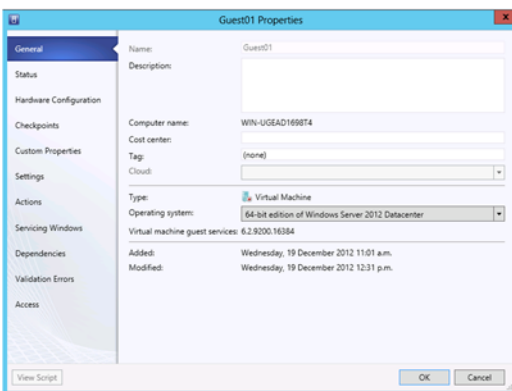 Guest01 Properties
x
General
Status
Hardware Configuration
Checkpoints
Custom Properties
Settings
Actions
Servicing Windows
Dependencies
Validation Errors
Access
Name: Guest01
Description:
Computer name: WIN-UGEAD1698T4
Cost center:
Tag: (none)
Cloud:
Type: Virtual Machine
Operating system: 64-bit edition of Windows Server 2012 Datacenter
Virtual machine guest services: 6.2.9200.16384
Added: Wednesday, 19 December 2012 11:01 a.m.
Modified: Wednesday, 19 December 2012 12:31 p.m.
View Script
OK
Cancel